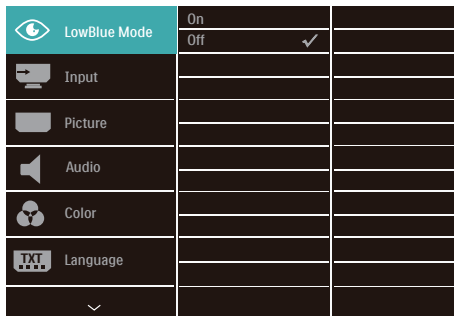 LowBlue Mode
On
Off
Input
Picture
Audio
Color
TXT
Language